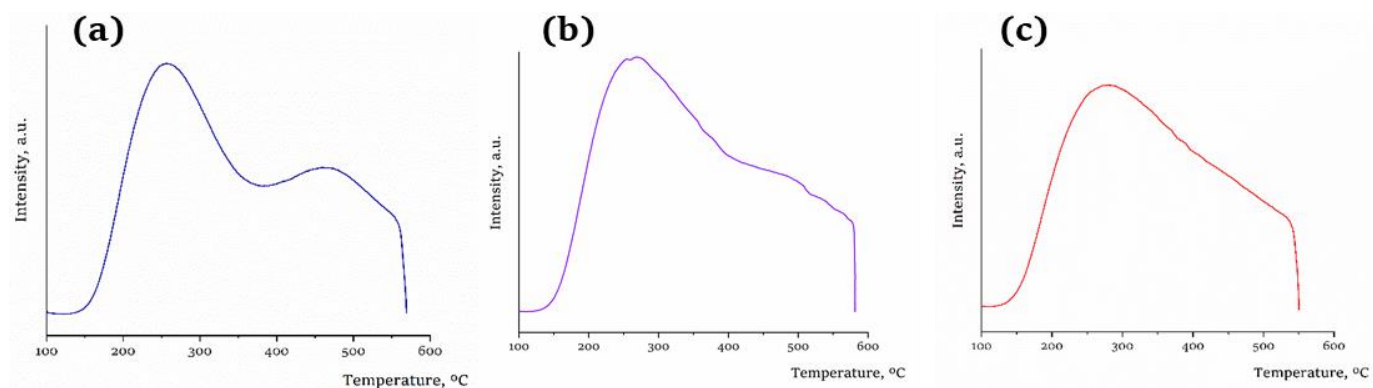 (a)
Intensity, a.u.
100 200 300 400 500 600
Temperature, ºC
(b)
Intensity, a.u.
100 200 300 400 500 600
Temperature, ºC
(c)
Intensity, a.u.
100 200 300 400 500 600
Temperature, ºC